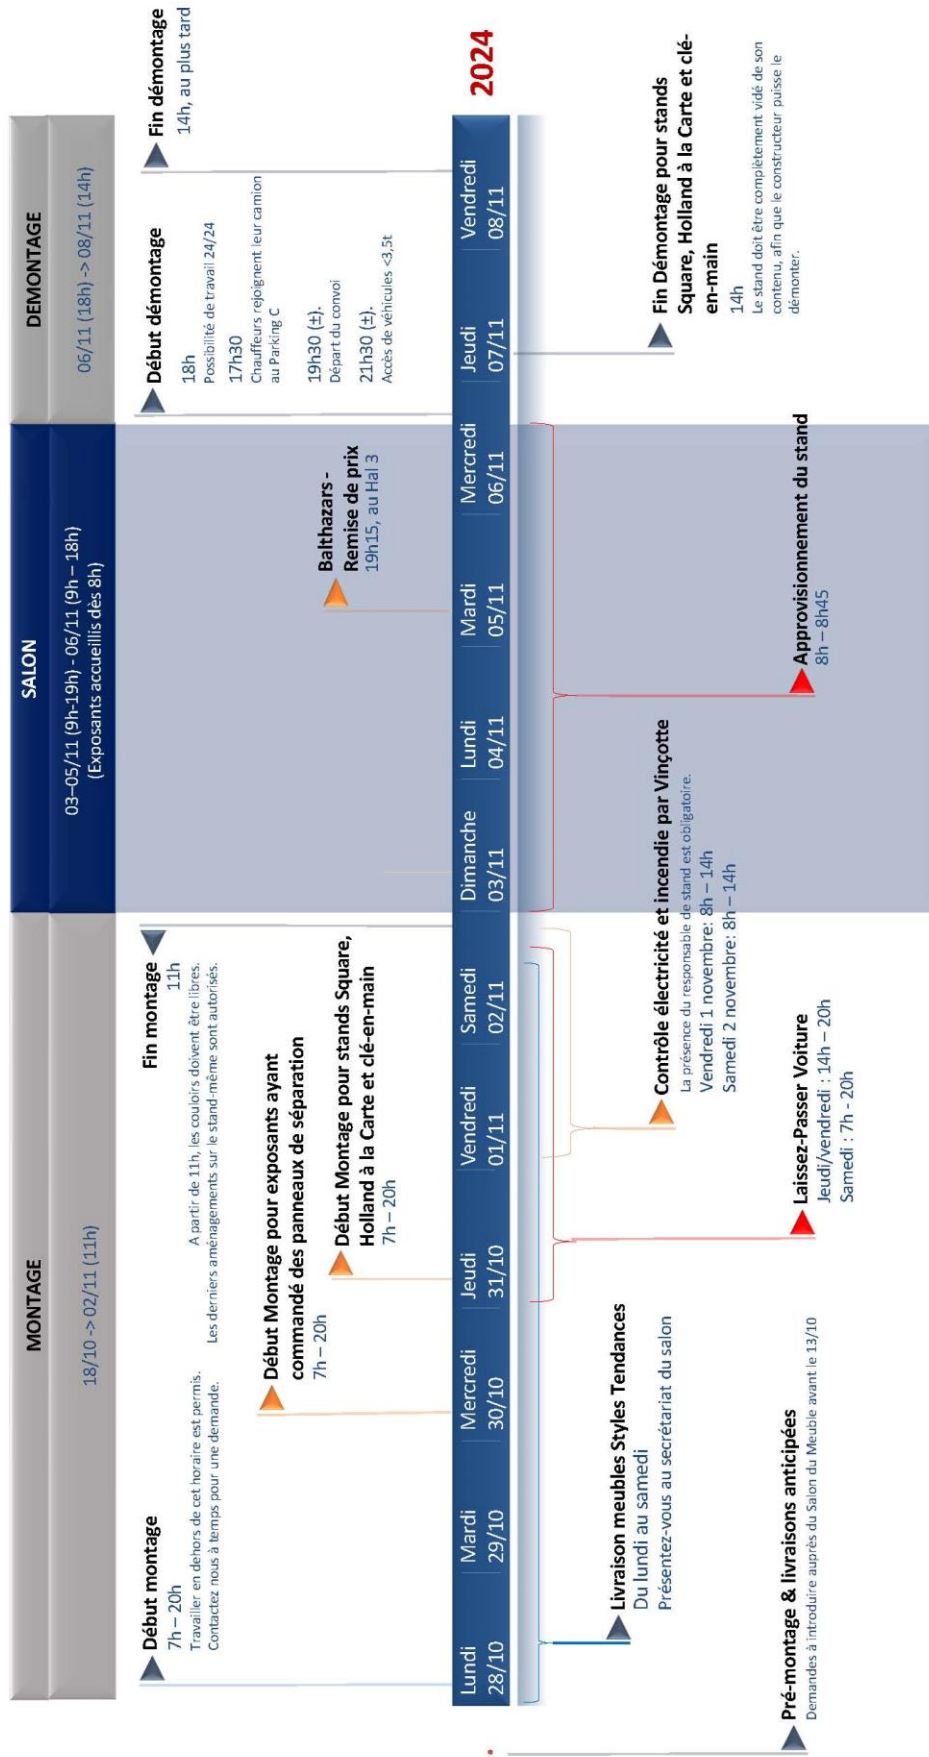 MONTAGE
18/10 -> 02/11 (11h)
SALON
03–05/11 (9h-19h) - 06/11 (9h – 18h)
(Exposants accueillis dès 8h)
DEMONTAGE
06/11 (18h) -> 08/11 (14h)
Début montage
7h – 20h
Travailler en dehors de cet horaire est permis.
Contactez nous à temps pour une demande.
Fin montage
11h
A partir de 11h, les couloirs doivent être libres.
Les derniers aménagements sur le stand-même sont autorisés.
Début Montage pour exposants ayant
commandé des panneaux de séparation
7h – 20h
Début Montage pour stands Square,
Holland à la Carte et clé-en-main
7h – 20h
Balthazars -
Remise de prix
19h15, au Hal 3
Début démontage
18h
Possibilité de travail 24/24
17h30
Chauffeurs rejoignent leur camion
au Parking C
19h30 (±).
Départ du convoi
21h30 (±).
Accès de véhicules <3,5t
Fin démontage
14h, au plus tard
Lundi
28/10
Mardi
29/10
Mercredi
30/10
Jeudi
31/10
Vendredi
01/11
Samedi
02/11
Dimanche
03/11
Lundi
04/11
Mardi
05/11
Mercredi
06/11
Jeudi
07/11
Vendredi
08/11
2024
Livraison meubles Styles Tendances
Du lundi au samedi
Présentez-vous au secrétariat du salon
Contrôle électricité et incendie par Vinçotte
La présence du responsable de stand est obligatoire.
Vendredi 1 novembre: 8h – 14h
Samedi 2 novembre: 8h – 14h
Fin Démontage pour stands
Square, Holland à la Carte et clé-
en-main
14h
Le stand doit être complètement vidé de son
contenu, afin que le constructeur puisse le
démonter.
Pré-montage & livraisons anticipées
Demandes à introduire auprès du Salon du Meuble avant le 13/10
Laissez-Passer Voiture
Jeudi/vendredi : 14h – 20h
Samedi : 7h - 20h
Approvisionnement du stand
8h – 8h45